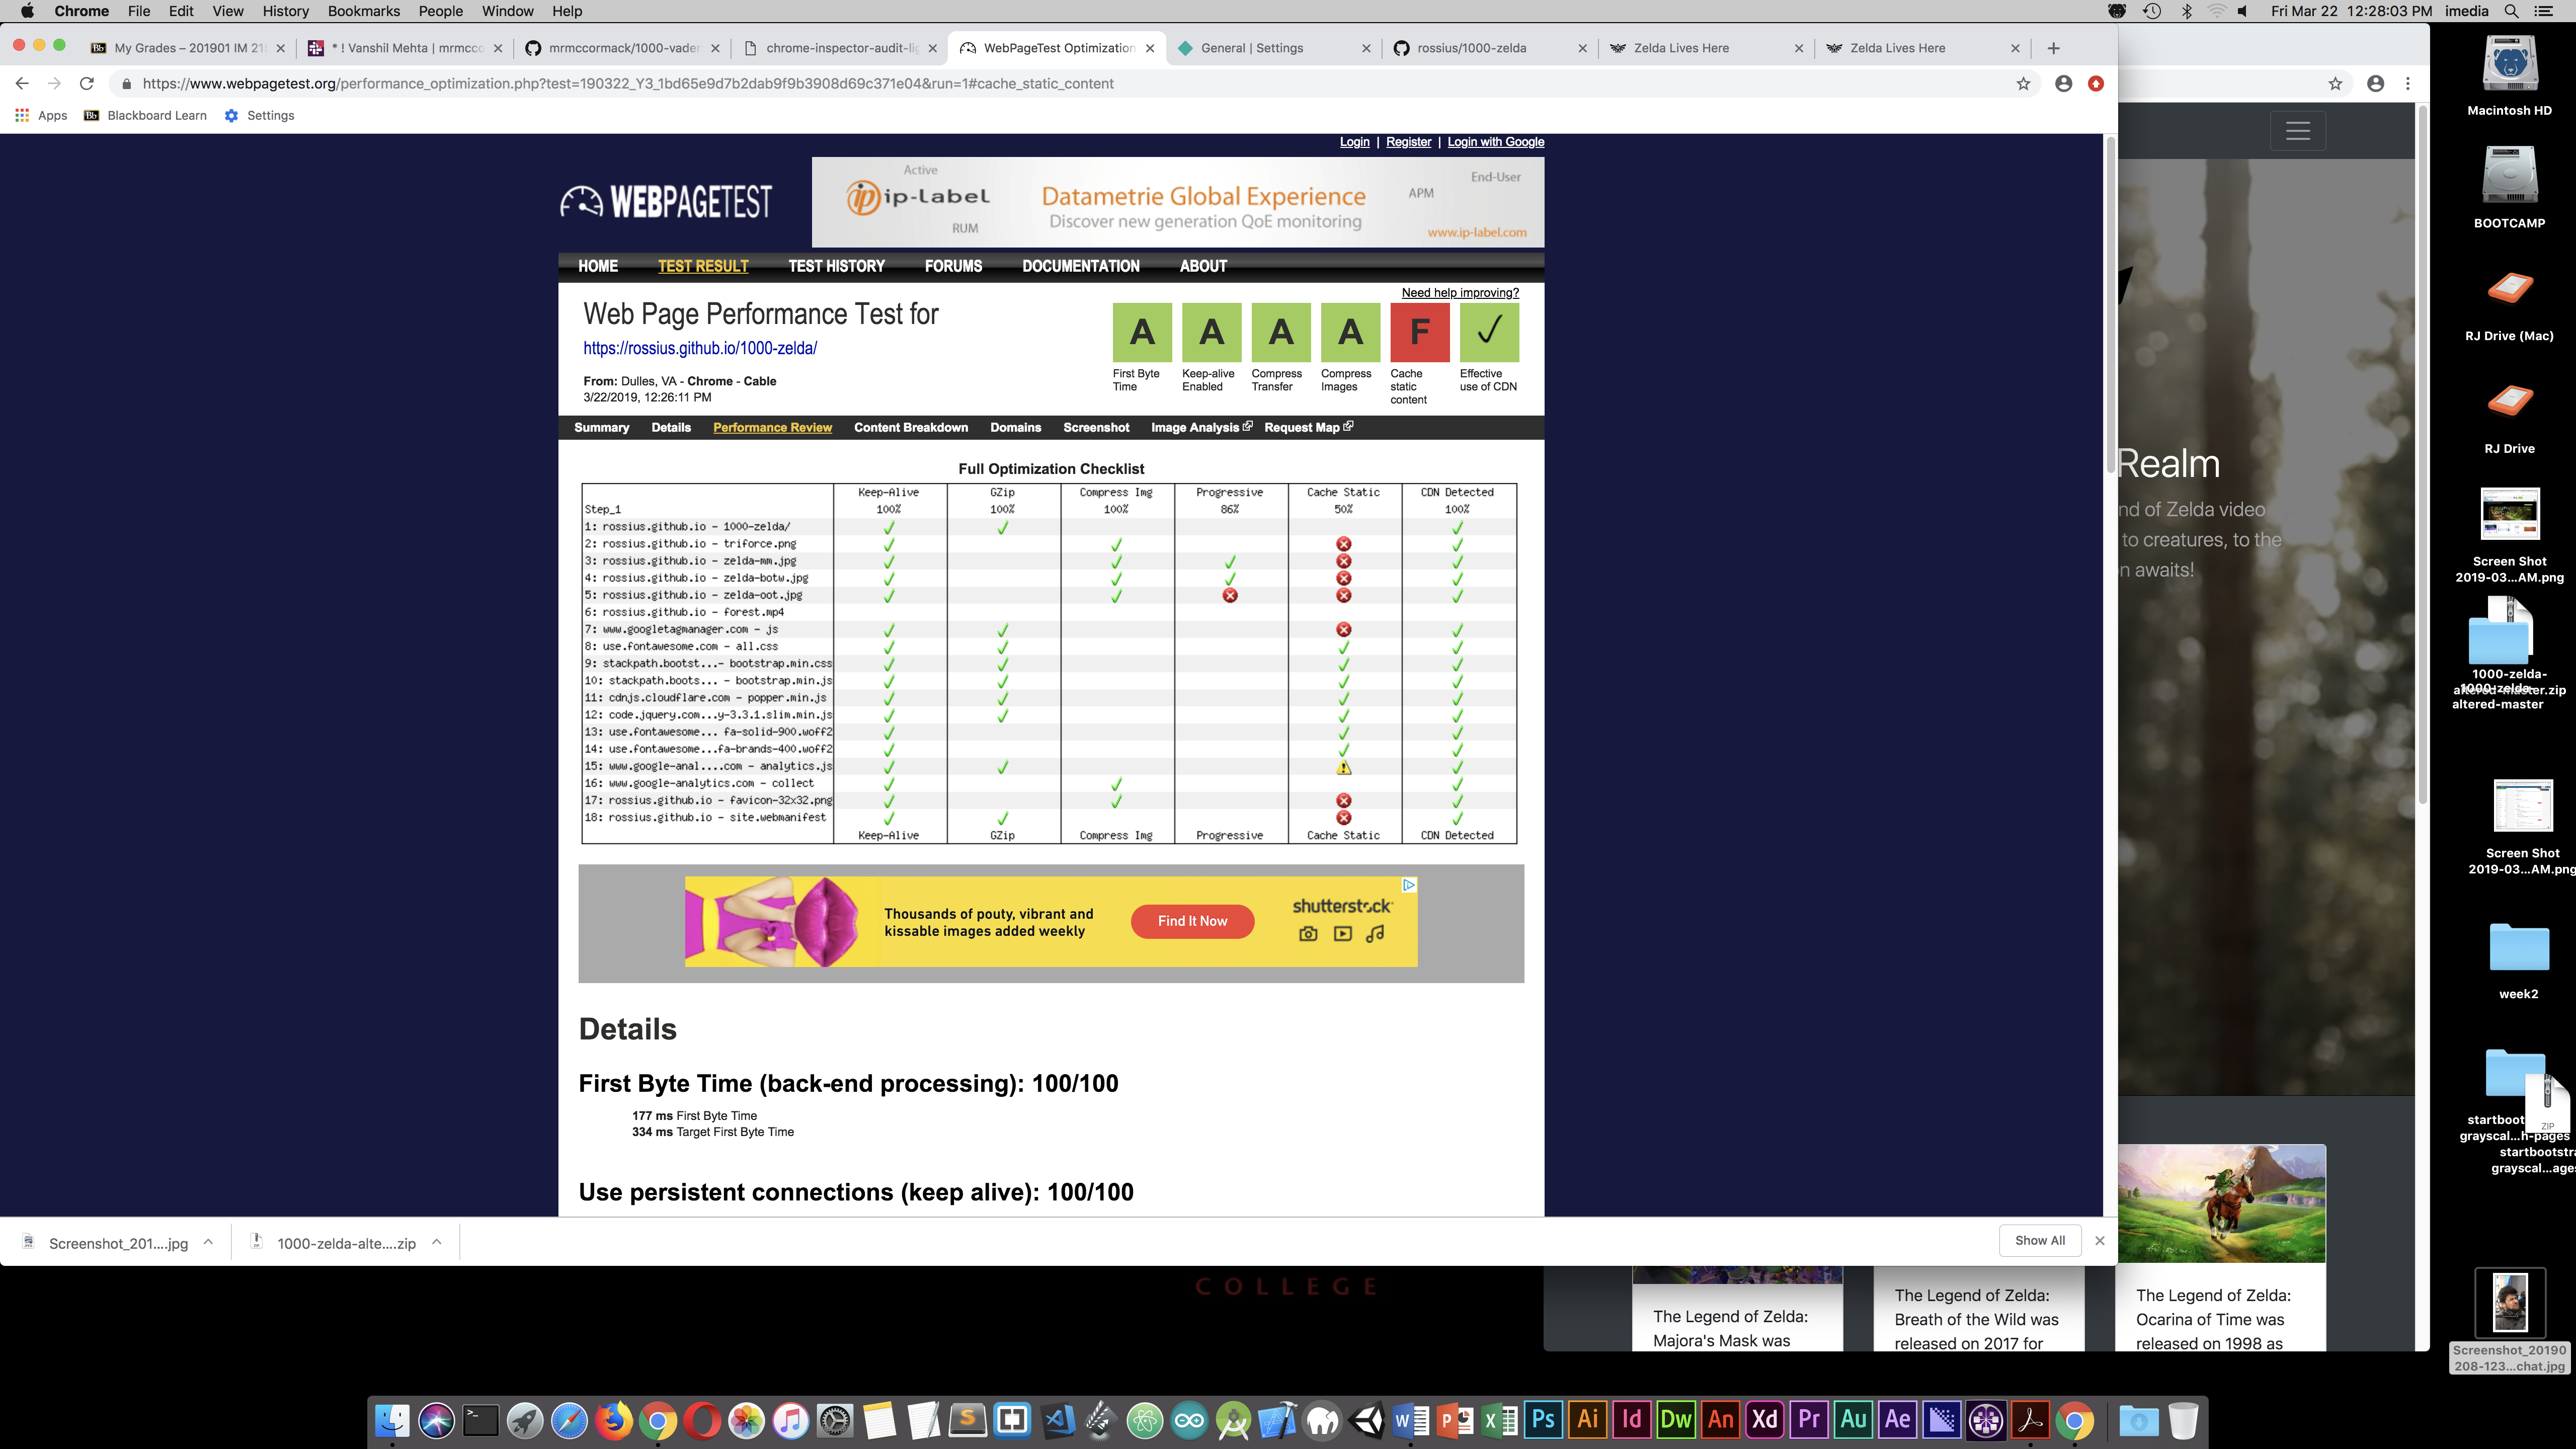 Chrome File Edit View History Bookmarks People Window Help
Fri Mar 22 12:28:03 PM imedia
My Grades – 201901 IM 21
* ! Vanshil Mehta | mrmcco
mrmccormack/1000-vader
chrome-inspector-audit-lig
WebPageTest Optimization
General | Settings
rossius/1000-zelda
Zelda Lives Here
Zelda Lives Here
https://www.webpagetest.org/performance_optimization.php?test=190322_Y3_1bd65e9d7b2dab9f9b3908d69c371e04&run=1#cache_static_content
Apps Bb Blackboard Learn Settings
Login | Register | Login with Google
WEBPAGETEST
Active
ip-label
RUM
Datametrie Global Experience
Discover new generation QoE monitoring
APM
End-User
www.ip-label.com
HOME TEST RESULT TEST HISTORY FORUMS DOCUMENTATION ABOUT
Need help improving?
Web Page Performance Test for
https://rossius.github.io/1000-zelda/
From: Dulles, VA - Chrome - Cable
3/22/2019, 12:26:11 PM
A A A A F ✓
First Byte Time
Keep-alive Enabled
Compress Transfer
Compress Images
Cache static content
Effective use of CDN
Summary Details Performance Review Content Breakdown Domains Screenshot Image Analysis Request Map
Full Optimization Checklist
Keep-Alive GZip Compress Img Progressive Cache Static CDN Detected
Step_1 100% 100% 100% 86% 50% 100%
1: rossius.github.io - 1000-zelda/
2: rossius.github.io - triforce.png
3: rossius.github.io - zelda-mm.jpg
4: rossius.github.io - zelda-botw.jpg
5: rossius.github.io - zelda-oot.jpg
6: rossius.github.io - forest.mp4
7: www.googletagmanager.com - js
8: use.fontawesome.com - all.css
9: stackpath.bootst...- bootstrap.min.css
10: stackpath.boots... - bootstrap.min.js
11: cdnjs.cloudflare.com - popper.min.js
12: code.jquery.com...y-3.3.1.slim.min.js
13: use.fontawesome... fa-solid-900.woff2
14: use.fontawesome...fa-brands-400.woff2
15: www.google-anal....com - analytics.js
16: www.google-analytics.com - collect
17: rossius.github.io - favicon-32x32.png
18: rossius.github.io - site.webmanifest
Keep-Alive GZip Compress Img Progressive Cache Static CDN Detected
Thousands of pouty, vibrant and
kissable images added weekly
Find It Now
shutterstock
Details
First Byte Time (back-end processing): 100/100
177 ms First Byte Time
334 ms Target First Byte Time
Use persistent connections (keep alive): 100/100
Screenshot_201....jpg
1000-zelda-alte....zip
Show All
COLLEGE
Realm
nd of Zelda video
to creatures, to the
n awaits!
The Legend of Zelda:
Majora's Mask was
The Legend of Zelda:
Breath of the Wild was
released on 2017 for
The Legend of Zelda:
Ocarina of Time was
released on 1998 as
Macintosh HD
BOOTCAMP
RJ Drive (Mac)
RJ Drive
Screen Shot
2019-03...AM.png
1000-zelda-
altered-master
Screen Shot
2019-03...AM.png
week2
ZIP
startboot
grayscal...h-pages
startbootstra
grayscal...ages
Screenshot_20190
208-123...chat.jpg
Ps Ai Id Dw An Xd Pr Au Ae